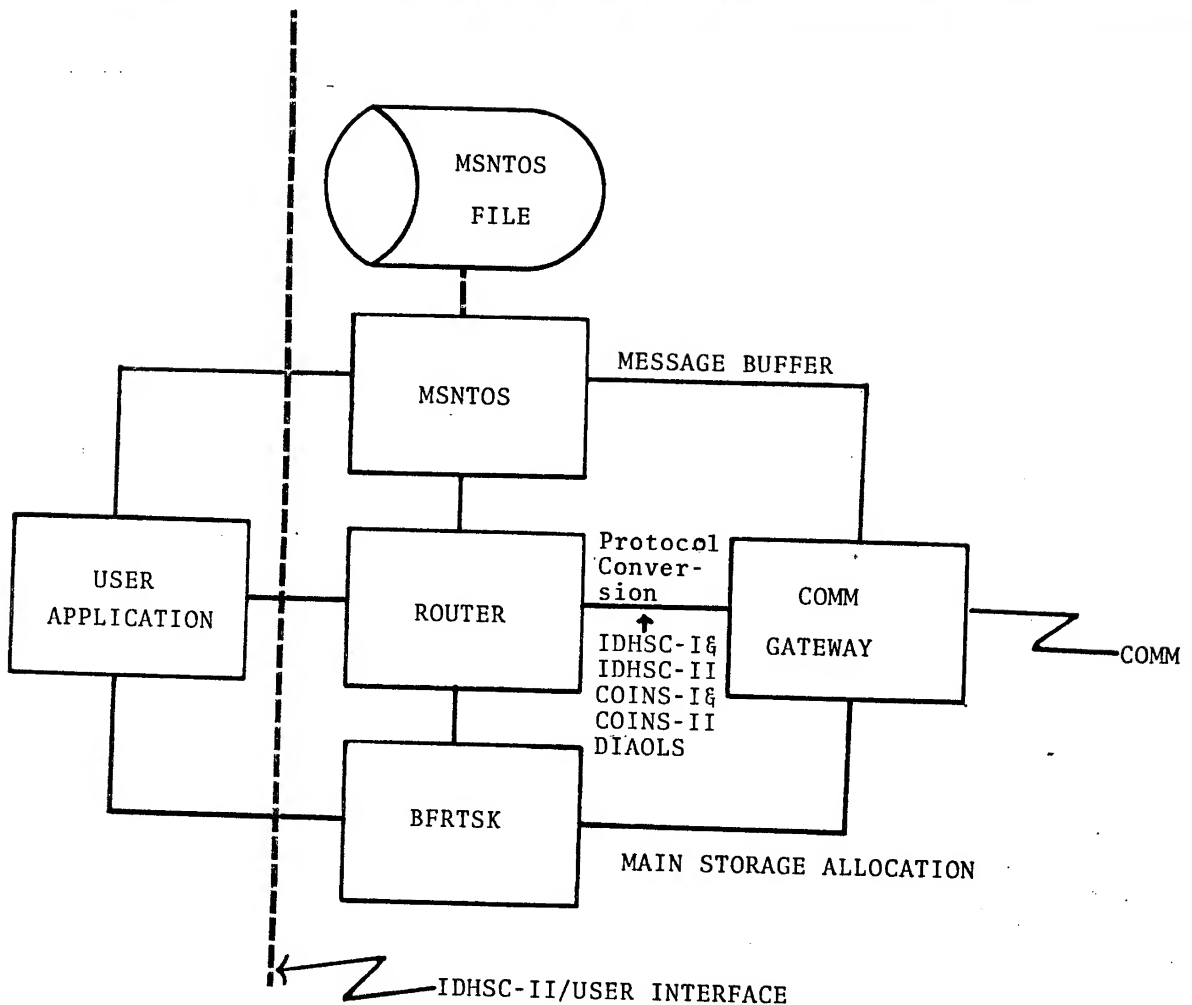 MSNTOS
FILE
MESSAGE BUFFER
MSNTOS
USER
APPLICATION
ROUTER
Protocol
Conver-
sion
IDHSC-I&
IDHSC-II
COINS-I&
COINS-II
DIAOLS
COMM
GATEWAY
COMM
BFRTSK
MAIN STORAGE ALLOCATION
IDHSC-II/USER INTERFACE